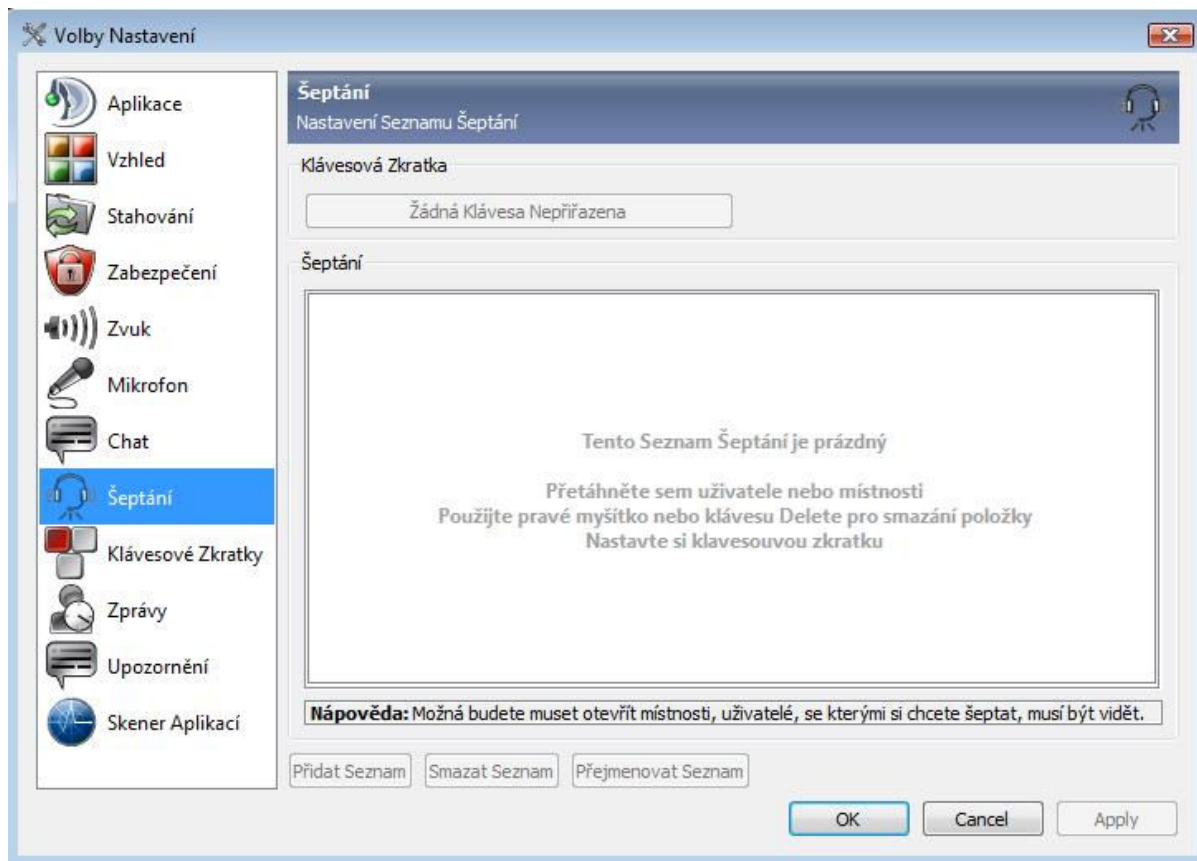 Volby Nastavení
Aplikace
Vzhled
Stahování
Zabezpečení
Zvuk
Mikrofon
Chat
Šeptání
Klávesové Zkratky
Zprávy
Upozornění
Skener Aplikací
Šeptání
Nastavení Seznamu Šeptání
Klávesová Zkratka
Žádná Klávesa Nepřiřazena
Šeptání
Tento Seznam Šeptání je prázdný
Přetáhněte sem uživatele nebo místnosti
Použijte pravé myšítko nebo klávesu Delete pro smazání položky
Nastavte si klavesouvou zkratku
Nápověda: Možná budete muset otevřít místnosti, uživatelé, se kterými si chcete šeptat, musí být vidět.
Přidat Seznam Smazat Seznam Přejmenovat Seznam
OK Cancel Apply